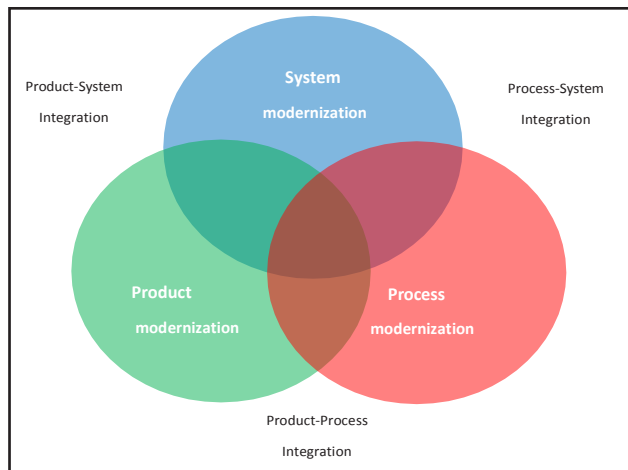 System
modernization
Product-System
Integration
Process-System
Integration
Product
modernization
Process
modernization
Product-Process
Integration